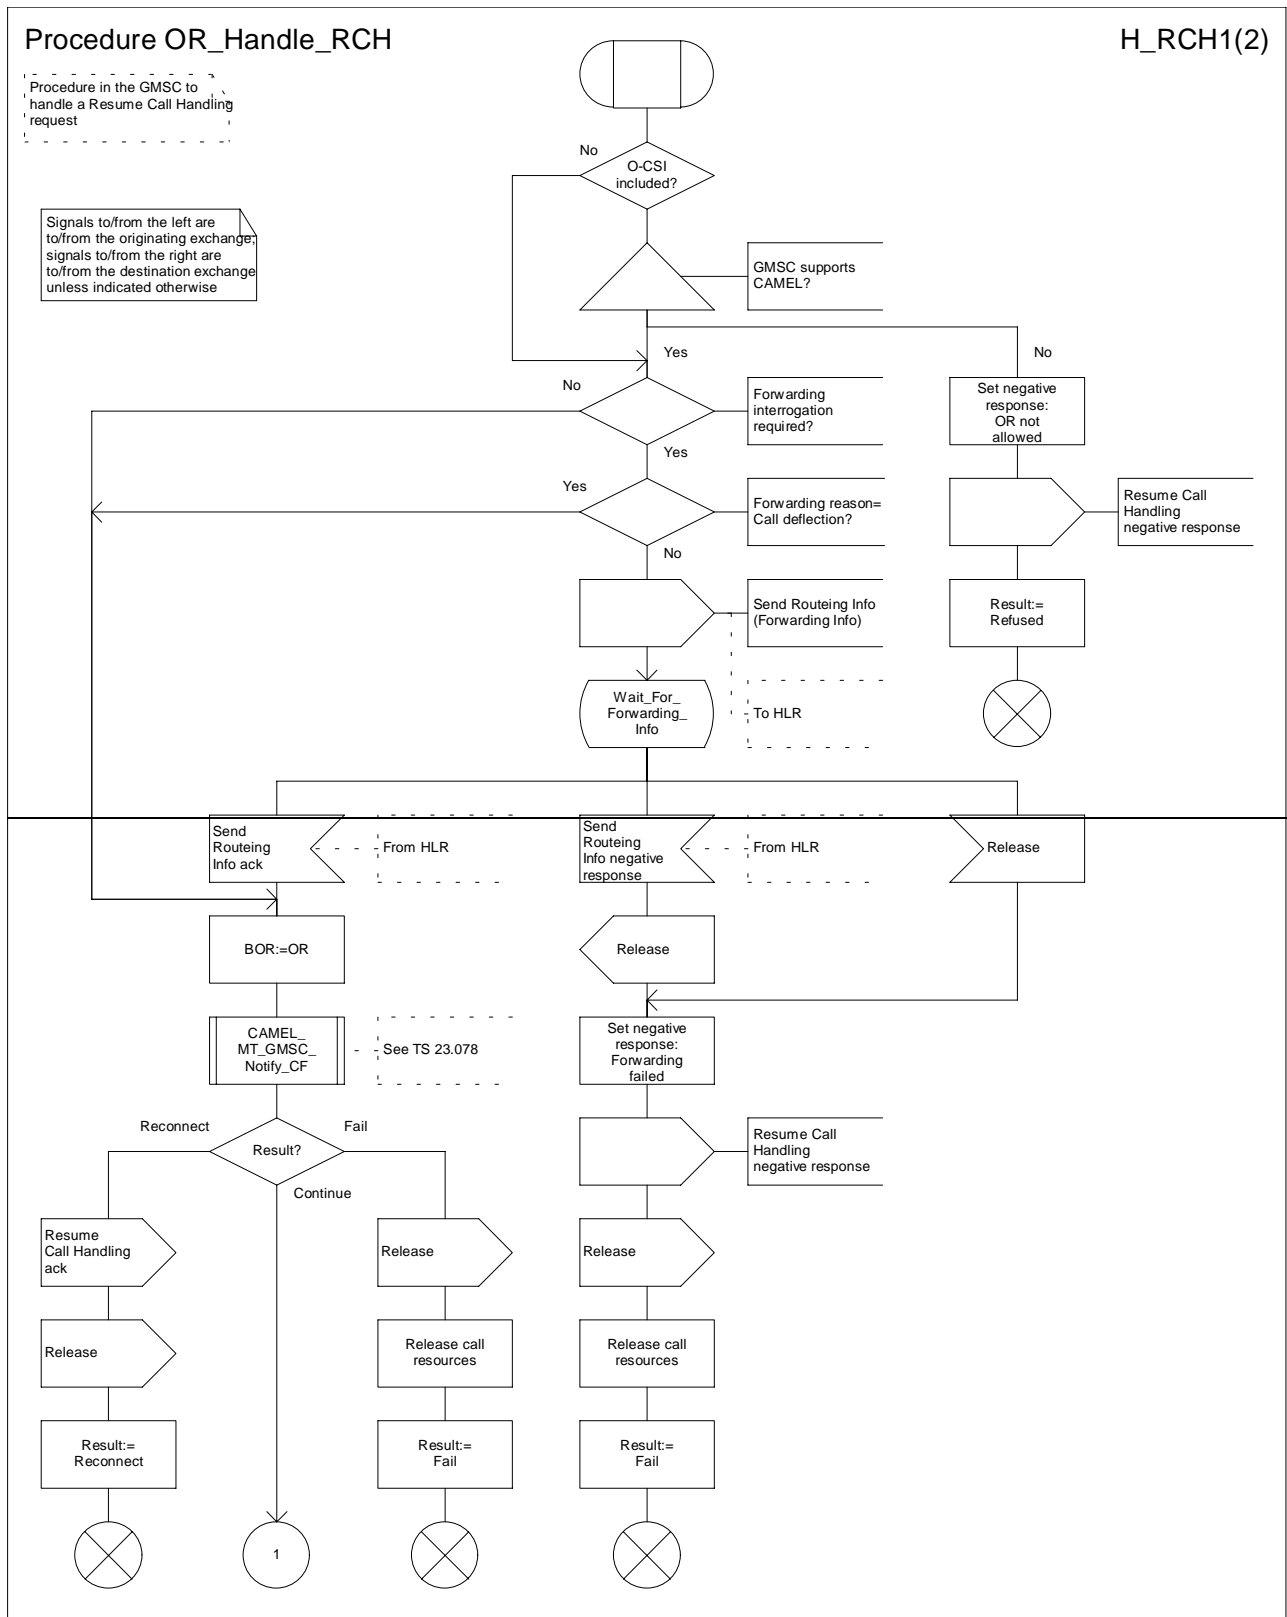 Procedure OR_Handle_RCH
H_RCH1(2)
Procedure in the GMSC to
handle a Resume Call Handling
request
No
O-CSI
included?
Signals to/from the left are
to/from the originating exchange;
signals to/from the right are
to/from the destination exchange
unless indicated otherwise
GMSC supports
CAMEL?
Yes
No
No
Forwarding
interrogation
required?
Set negative
response:
OR not
allowed
Yes
Yes
Forwarding reason=
Call deflection?
Resume Call
Handling
negative response
No
Send Routeing Info
(Forwarding Info)
Result:=
Refused
Wait_For_
Forwarding_
Info
To HLR
Send
Routeing
Info ack
From HLR
Send
Routeing
Info negative
response
From HLR
Release
BOR:=OR
Release
CAMEL_
MT_GMSC_
Notify_CF
See TS 23.078
Set negative
response:
Forwarding
failed
Reconnect
Fail
Result?
Continue
Resume Call
Handling
negative response
Resume
Call Handling
ack
Release
Release
Release
Release call
resources
Release call
resources
Result:=
Reconnect
Result:=
Fail
Result:=
Fail
1